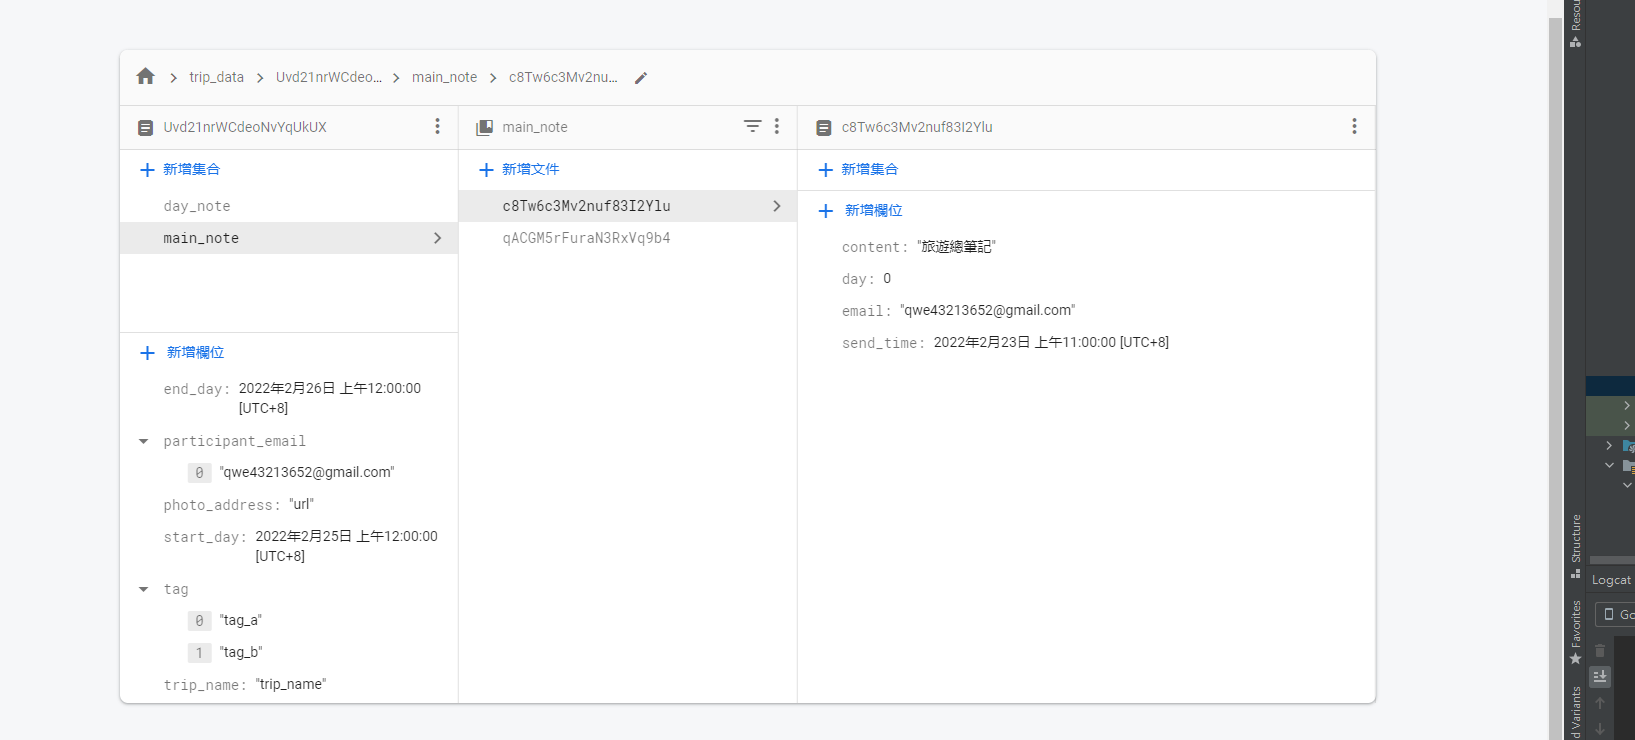 trip_data
Uvd21nrWCdeo...
main_note
c8Tw6c3Mv2nu...
Uvd21nrWCdeoNvYqUkUX
新增集合
day_note
main_note
新增欄位
end_day: 2022年2月26日 上午12:00:00
[UTC+8]
participant_email
0 "qwe43213652@gmail.com"
photo_address: "url"
start_day: 2022年2月25日 上午12:00:00
[UTC+8]
tag
0 "tag_a"
1 "tag_b"
trip_name: "trip_name"
main_note
新增文件
c8Tw6c3Mv2nuf83I2Ylu
qACGM5rFuraN3RxVq9b4
c8Tw6c3Mv2nuf83I2Ylu
新增集合
新增欄位
content: "旅遊總筆記"
day: 0
email: "qwe43213652@gmail.com"
send_time: 2022年2月23日 上午11:00:00 [UTC+8]
Structure
Favorites
Variants
Logcat